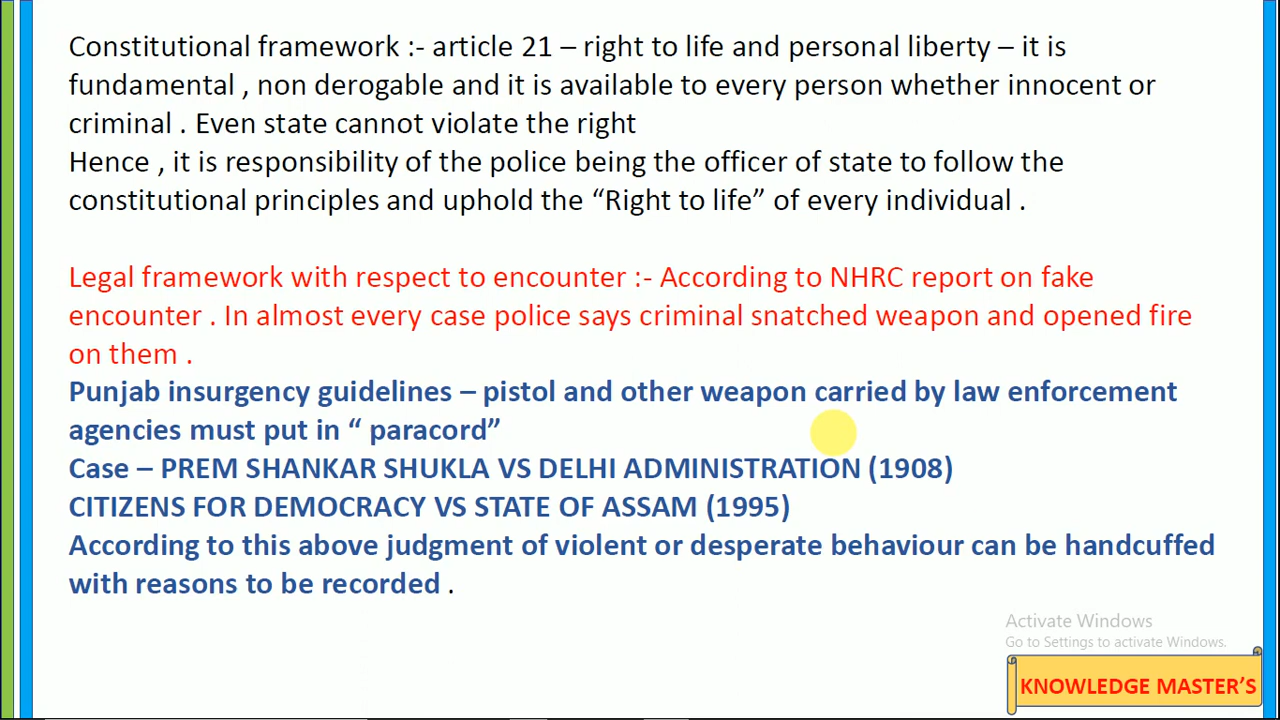 Constitutional framework :- article 21 – right to life and personal liberty – it is
fundamental , non derogable and it is available to every person whether innocent or
criminal . Even state cannot violate the right
Hence , it is responsibility of the police being the officer of state to follow the
constitutional principles and uphold the “Right to life” of every individual .
Legal framework with respect to encounter :- According to NHRC report on fake
encounter . In almost every case police says criminal snatched weapon and opened fire
on them .
Punjab insurgency guidelines – pistol and other weapon carried by law enforcement
agencies must put in “ paracord”
Case – PREM SHANKAR SHUKLA VS DELHI ADMINISTRATION (1908)
CITIZENS FOR DEMOCRACY VS STATE OF ASSAM (1995)
According to this above judgment of violent or desperate behaviour can be handcuffed
with reasons to be recorded .
Activate Windows
Go to Settings to activate Windows.
KNOWLEDGE MASTER’S